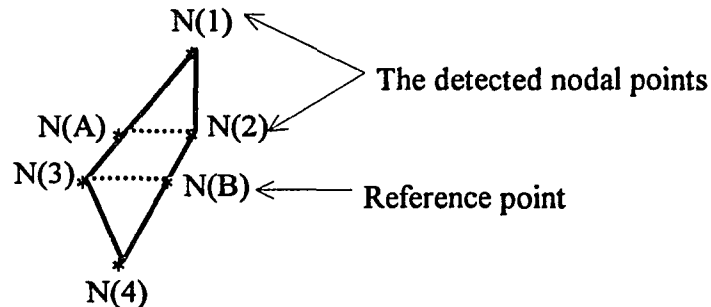 N(1)
The detected nodal points
N(A)
N(2)
N(3)
N(B)
Reference point
N(4)